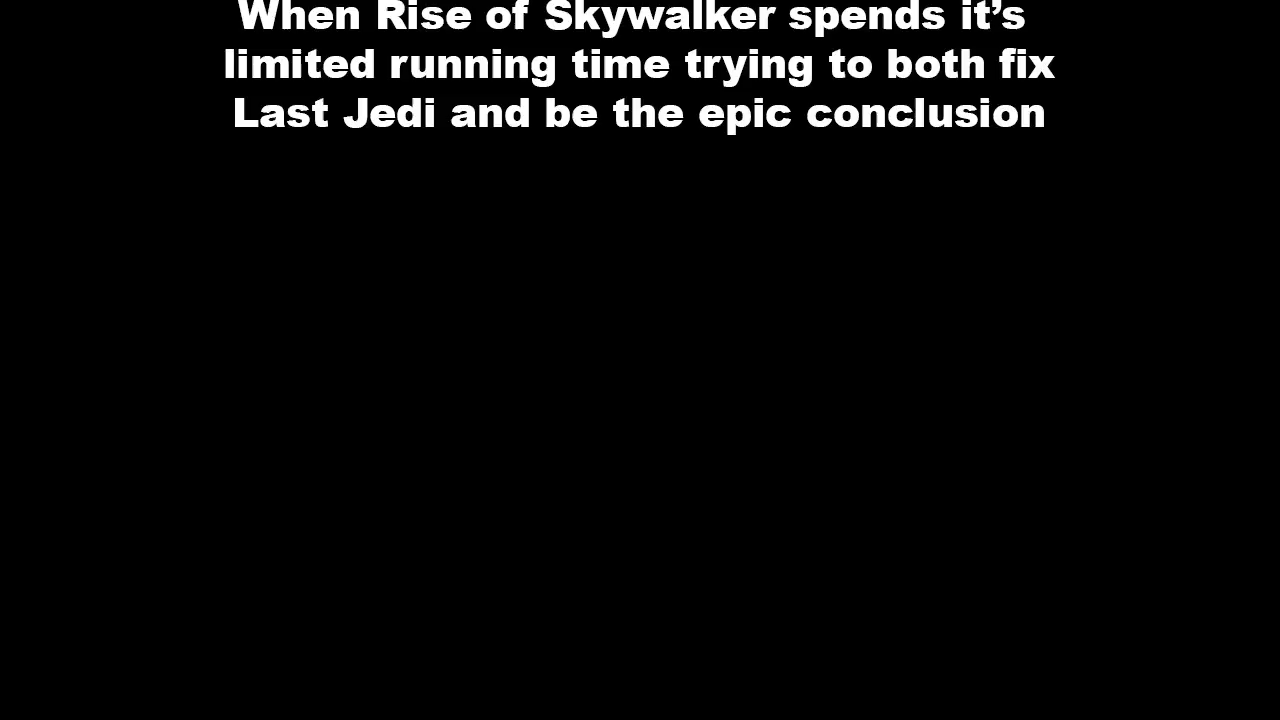 When Rise of Skywalker spends it’s
limited running time trying to both fix
Last Jedi and be the epic conclusion